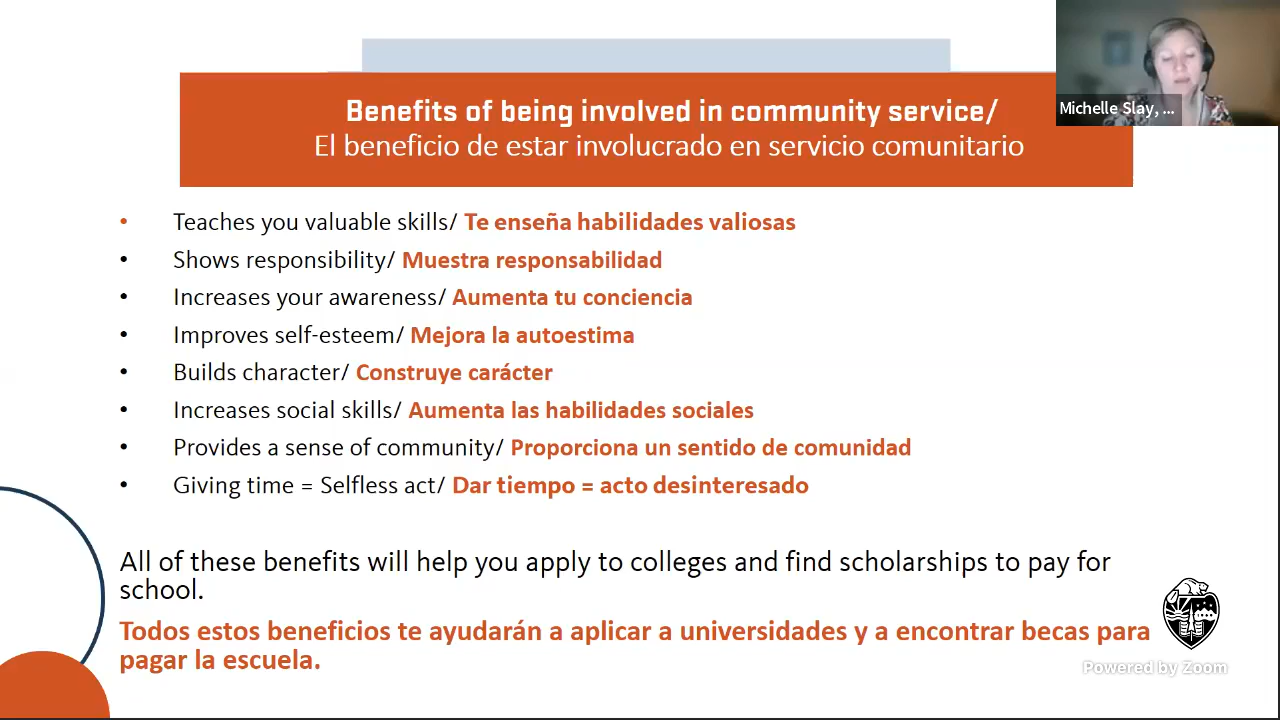 Benefits of being involved in community service/
El beneficio de estar involucrado en servicio comunitario
Michelle Slay, ...
• Teaches you valuable skills/ Te enseña habilidades valiosas
• Shows responsibility/ Muestra responsabilidad
• Increases your awareness/ Aumenta tu conciencia
• Improves self-esteem/ Mejora la autoestima
• Builds character/ Construye carácter
• Increases social skills/ Aumenta las habilidades sociales
• Provides a sense of community/ Proporciona un sentido de comunidad
• Giving time = Selfless act/ Dar tiempo = acto desinteresado
All of these benefits will help you apply to colleges and find scholarships to pay for
school.
Todos estos beneficios te ayudarán a aplicar a universidades y a encontrar becas para
pagar la escuela.
Powered by Zoom